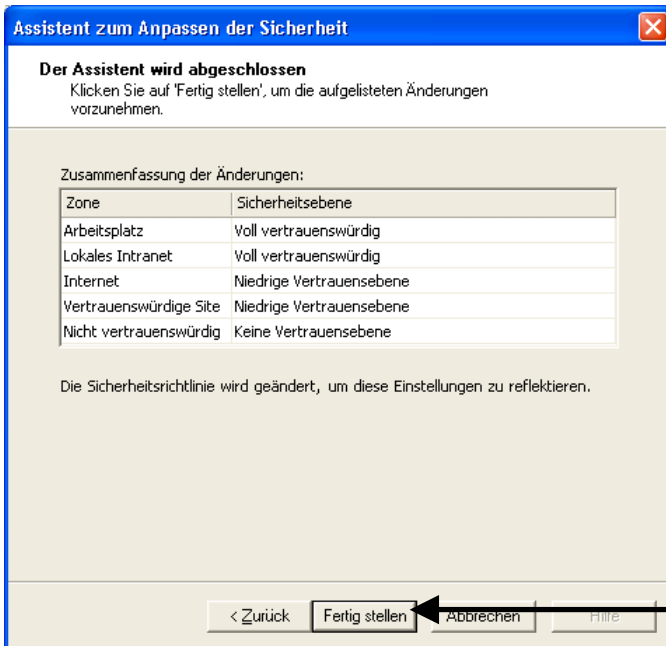 Assistent zum Anpassen der Sicherheit
Der Assistent wird abgeschlossen
Klicken Sie auf 'Fertig stellen', um die aufgelisteten Änderungen
vorzunehmen.
Zusammenfassung der Änderungen:
Zone Sicherheitsebene
Arbeitsplatz Voll vertrauenswürdig
Lokales Intranet Voll vertrauenswürdig
Internet Niedrige Vertrauensebene
Vertrauenswürdige Site Niedrige Vertrauensebene
Nicht vertrauenswürdig Keine Vertrauensebene
Die Sicherheitsrichtlinie wird geändert, um diese Einstellungen zu reflektieren.
< Zurück Fertig stellen Abbrechen Hilfe